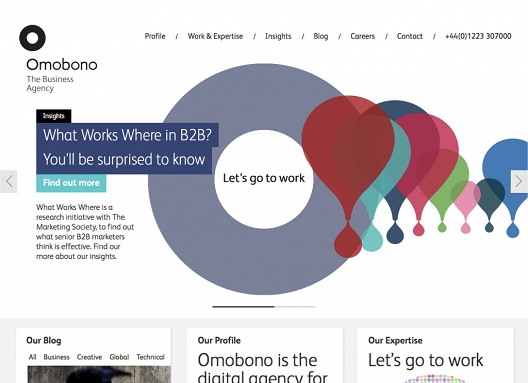 Profile / Work & Expertise / Insights / Blog / Careers / Contact / +44(0)1223 307000
Omobono
The Business
Agency
Insights
What Works Where in B2B?
You'll be surprised to know
Find out more
Let's go to work
What Works Where is a
research initiative with The
Marketing Society, to find out
what senior B2B marketers
think is effective. Find our
more about our insights.
Our Blog
All Business Creative Global Technical
Our Profile
Omobono is the
digital agency for
Our Expertise
Let's go to work